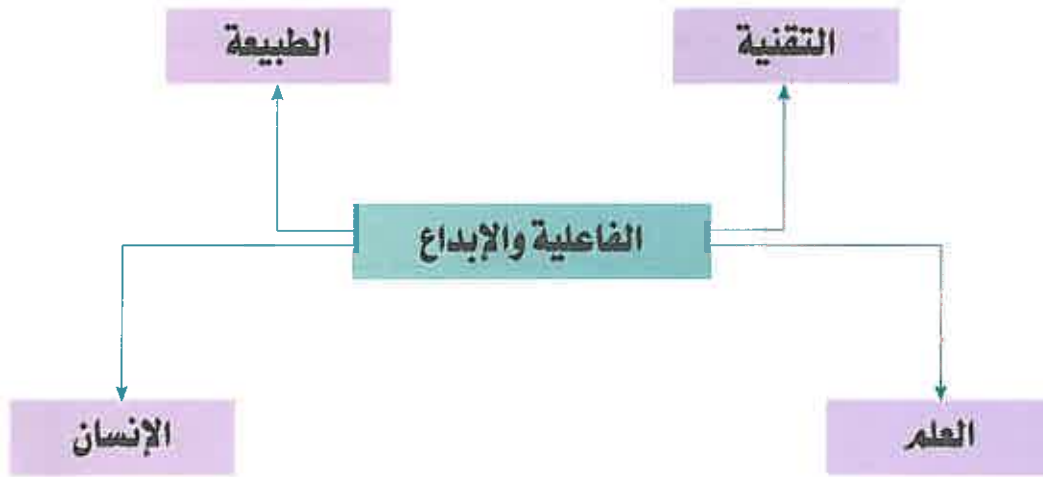 التقنية
الطبيعة
الفاعلية والإبداع
العلم
الإنسان